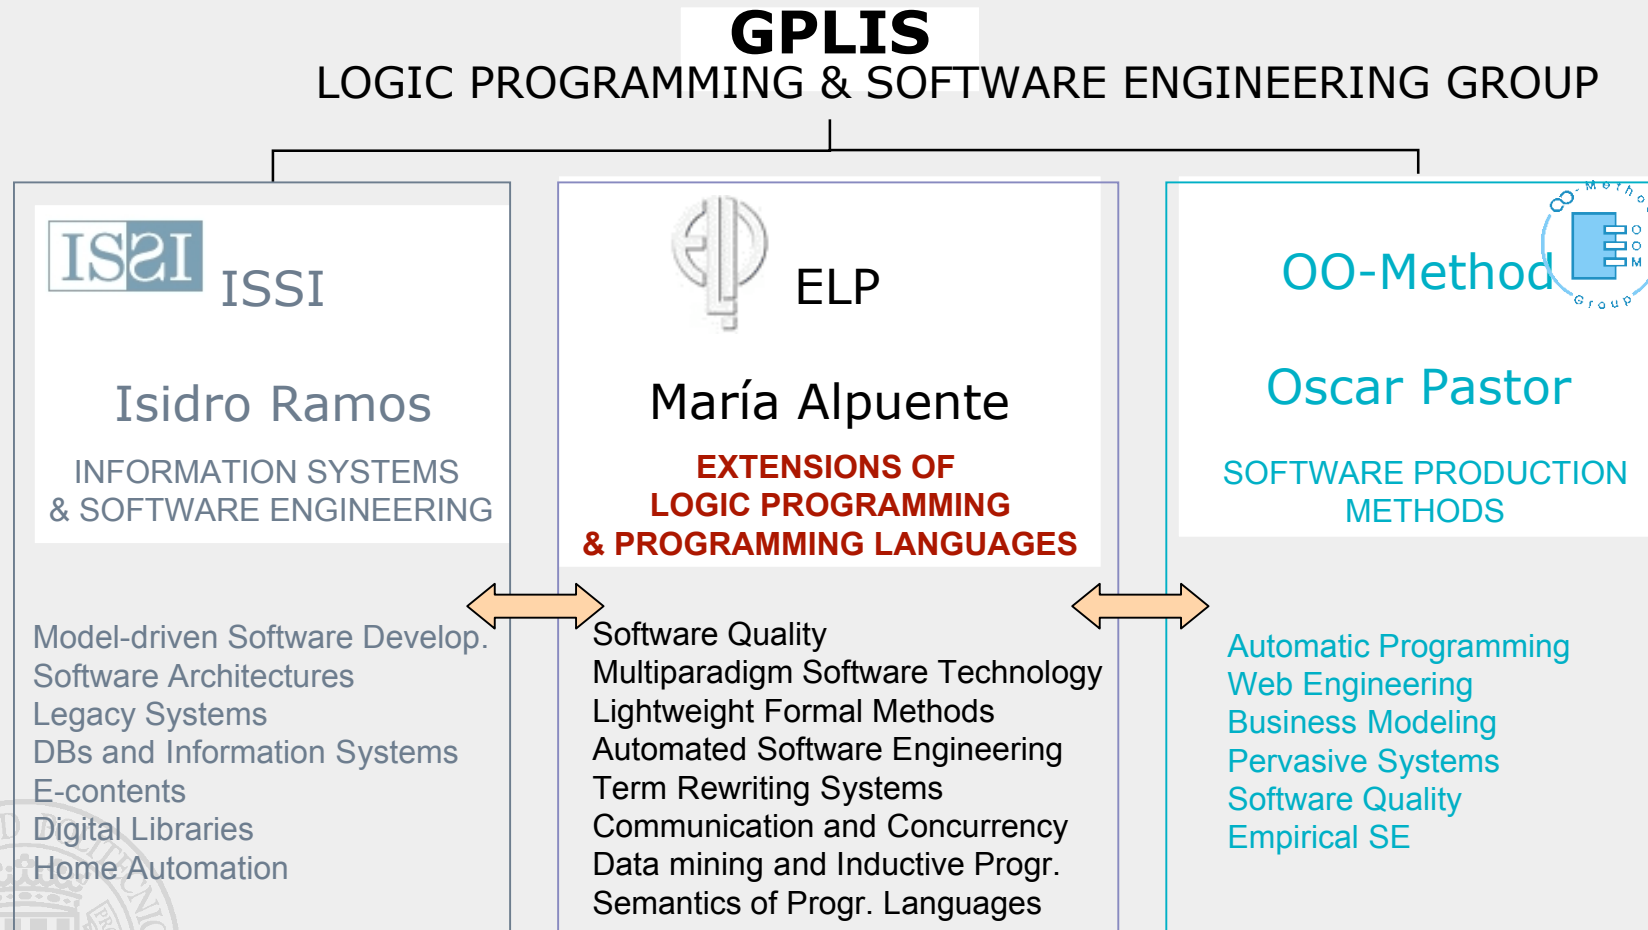 GPLIS
LOGIC PROGRAMMING & SOFTWARE ENGINEERING GROUP
ISSI
ISSI
Isidro Ramos
INFORMATION SYSTEMS
& SOFTWARE ENGINEERING
Model-driven Software Develop.
Software Architectures
Legacy Systems
DBs and Information Systems
E-contents
Digital Libraries
Home Automation
ELP
María Alpuente
EXTENSIONS OF
LOGIC PROGRAMMING
& PROGRAMMING LANGUAGES
Software Quality
Multiparadigm Software Technology
Lightweight Formal Methods
Automated Software Engineering
Term Rewriting Systems
Communication and Concurrency
Data mining and Inductive Progr.
Semantics of Progr. Languages
OO-Metho
OOM
Group
OO-Method
Oscar Pastor
SOFTWARE PRODUCTION
METHODS
Automatic Programming
Web Engineering
Business Modeling
Pervasive Systems
Software Quality
Empirical SE